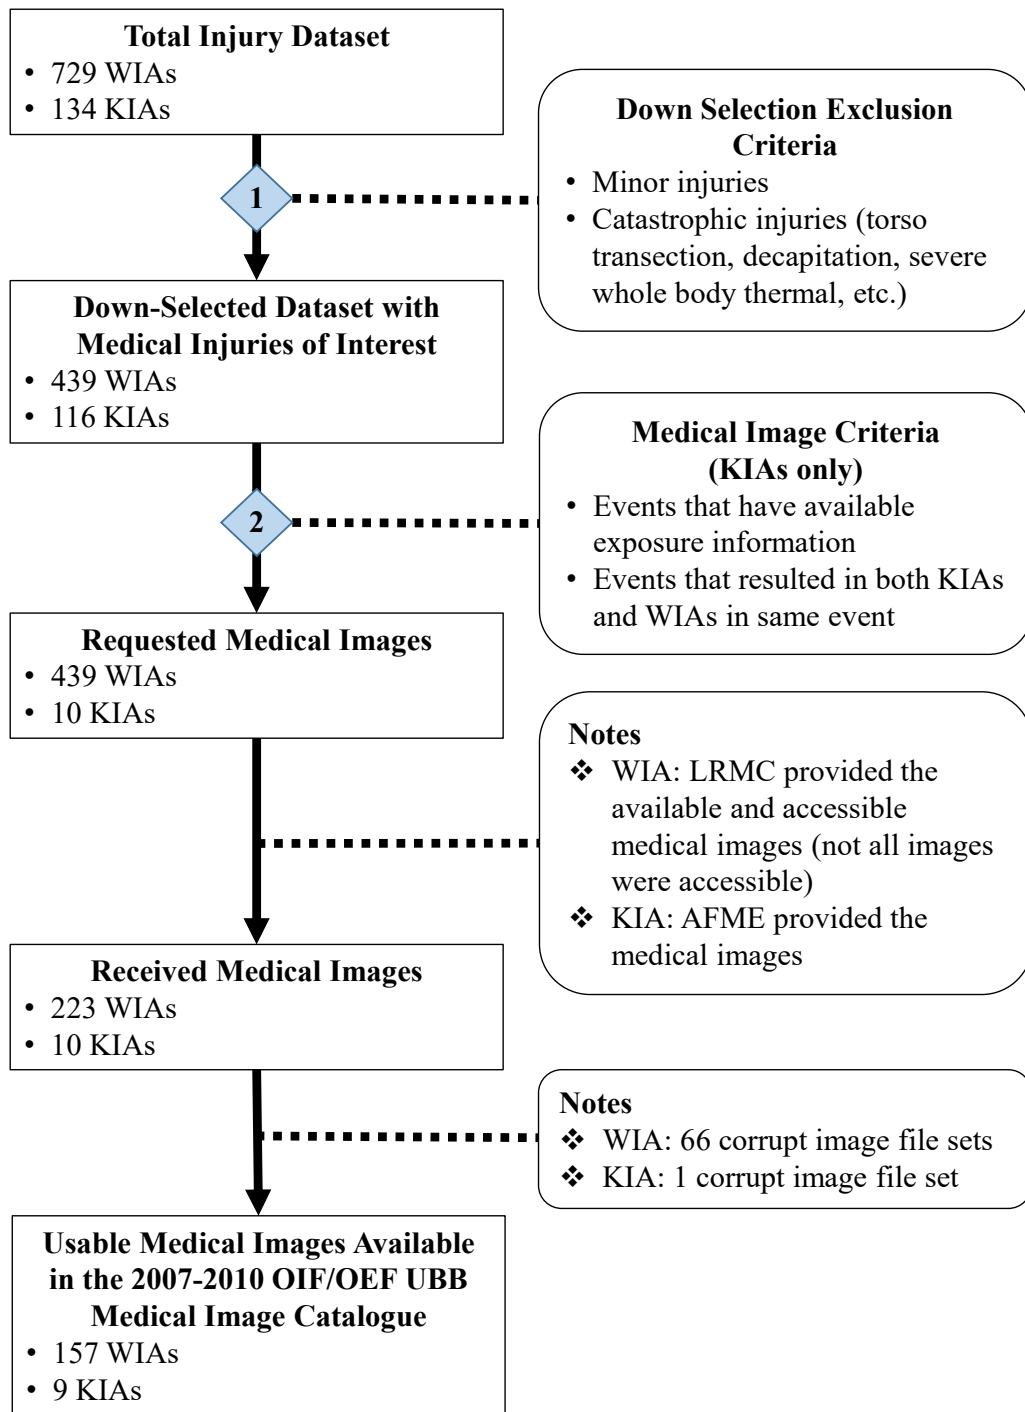 Total Injury Dataset
• 729 WIAs
• 134 KIAs
1
Down Selection Exclusion
Criteria
• Minor injuries
• Catastrophic injuries (torso
transection, decapitation, severe
whole body thermal, etc.)
Down-Selected Dataset with
Medical Injuries of Interest
• 439 WIAs
• 116 KIAs
2
Medical Image Criteria
(KIAs only)
• Events that have available
exposure information
• Events that resulted in both KIAs
and WIAs in same event
Requested Medical Images
• 439 WIAs
• 10 KIAs
Notes
❖ WIA: LRMC provided the
available and accessible
medical images (not all images
were accessible)
❖ KIA: AFME provided the
medical images
Received Medical Images
• 223 WIAs
• 10 KIAs
Notes
❖ WIA: 66 corrupt image file sets
❖ KIA: 1 corrupt image file set
Usable Medical Images Available
in the 2007-2010 OIF/OEF UBB
Medical Image Catalogue
• 157 WIAs
• 9 KIAs